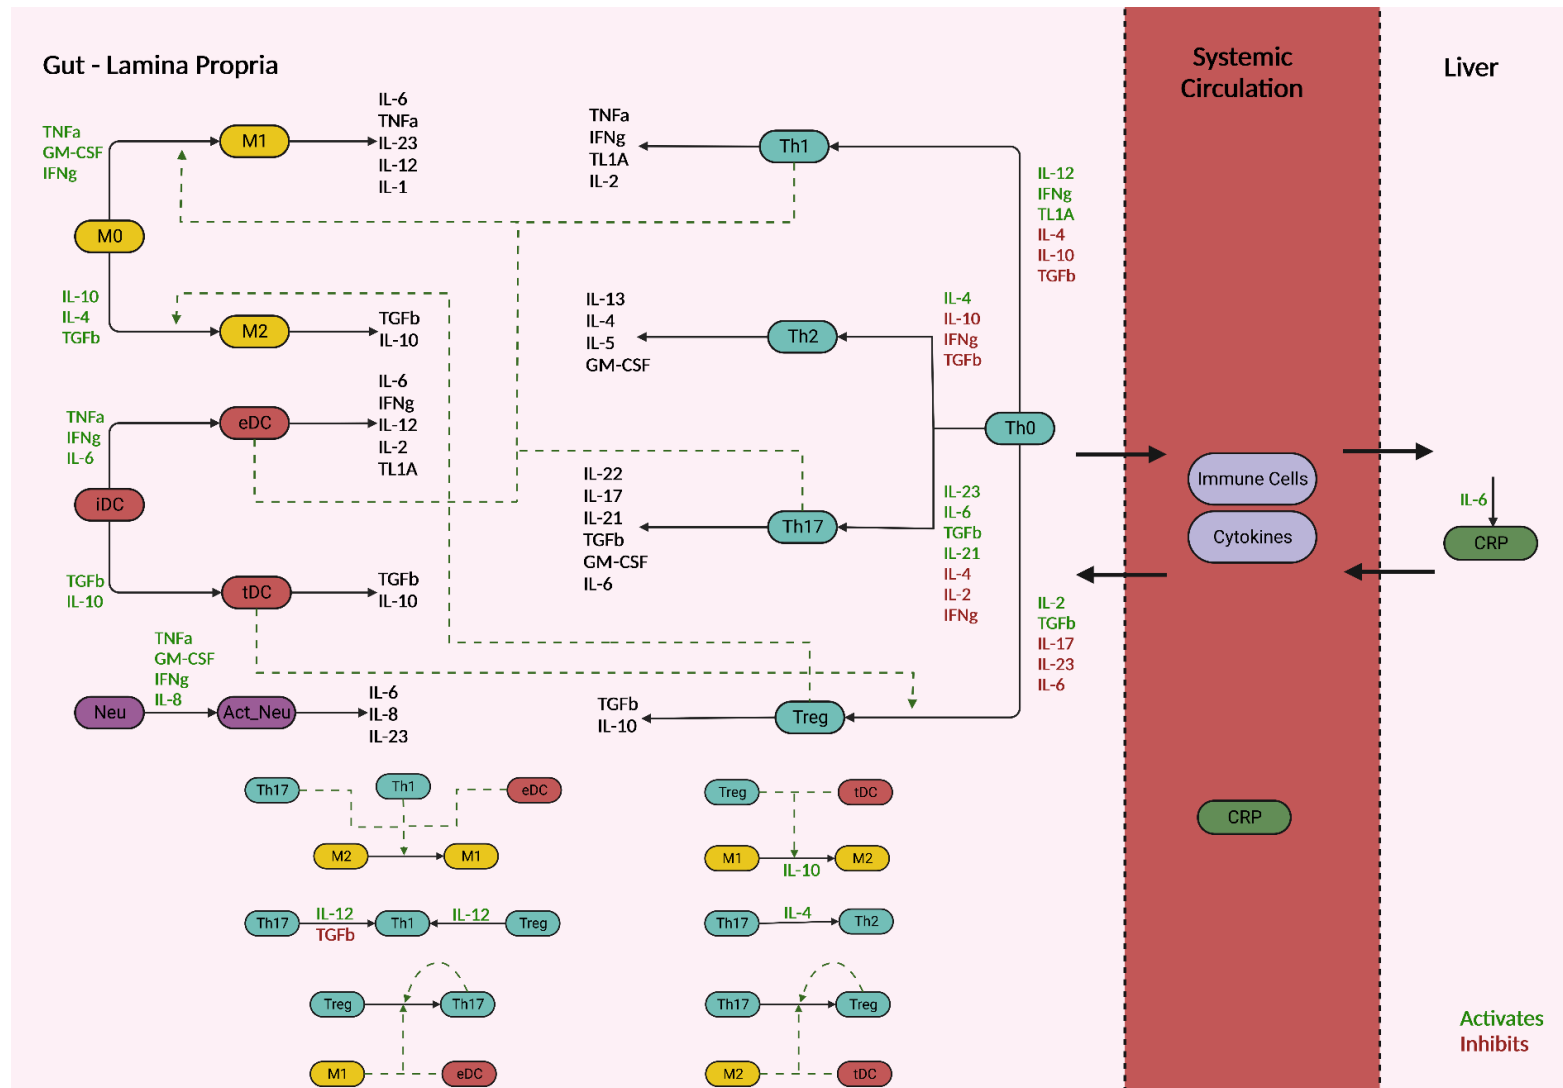 Gut - Lamina Propria
Systemic
Circulation
Liver
TNFa
GM-CSF
IFNg
M1
IL-6
TNFa
IL-23
IL-12
IL-1
M0
IL-10
IL-4
TGFb
M2
TGFb
IL-10
TNFa
IFNg
IL-6
eDC
IL-6
IFNg
IL-12
IL-2
TL1A
iDC
TGFb
IL-10
tDC
TGFb
IL-10
TNFa
GM-CSF
IFNg
IL-8
Neu
Act_Neu
IL-6
IL-8
IL-23
TNFa
IFNg
TL1A
IL-2
Th1
IL-12
IFNg
TL1A
IL-4
IL-10
TGFb
IL-13
IL-4
IL-5
GM-CSF
Th2
IL-4
IL-10
IFNg
TGFb
Th0
IL-22
IL-17
IL-21
TGFb
GM-CSF
IL-6
Th17
IL-23
IL-6
TGFb
IL-21
IL-4
IL-2
IFNg
IL-2
TGFb
IL-17
IL-23
IL-6
TGFb
IL-10
Treg
Immune Cells
Cytokines
IL-6
CRP
CRP
Th17
Th1
eDC
M2
M1
Treg
tDC
M1
IL-10
M2
Th17
IL-12
TGFb
Th1
IL-12
Treg
Th17
IL-4
Th2
Treg
Th17
M1
eDC
Th17
Treg
M2
tDC
Activates
Inhibits